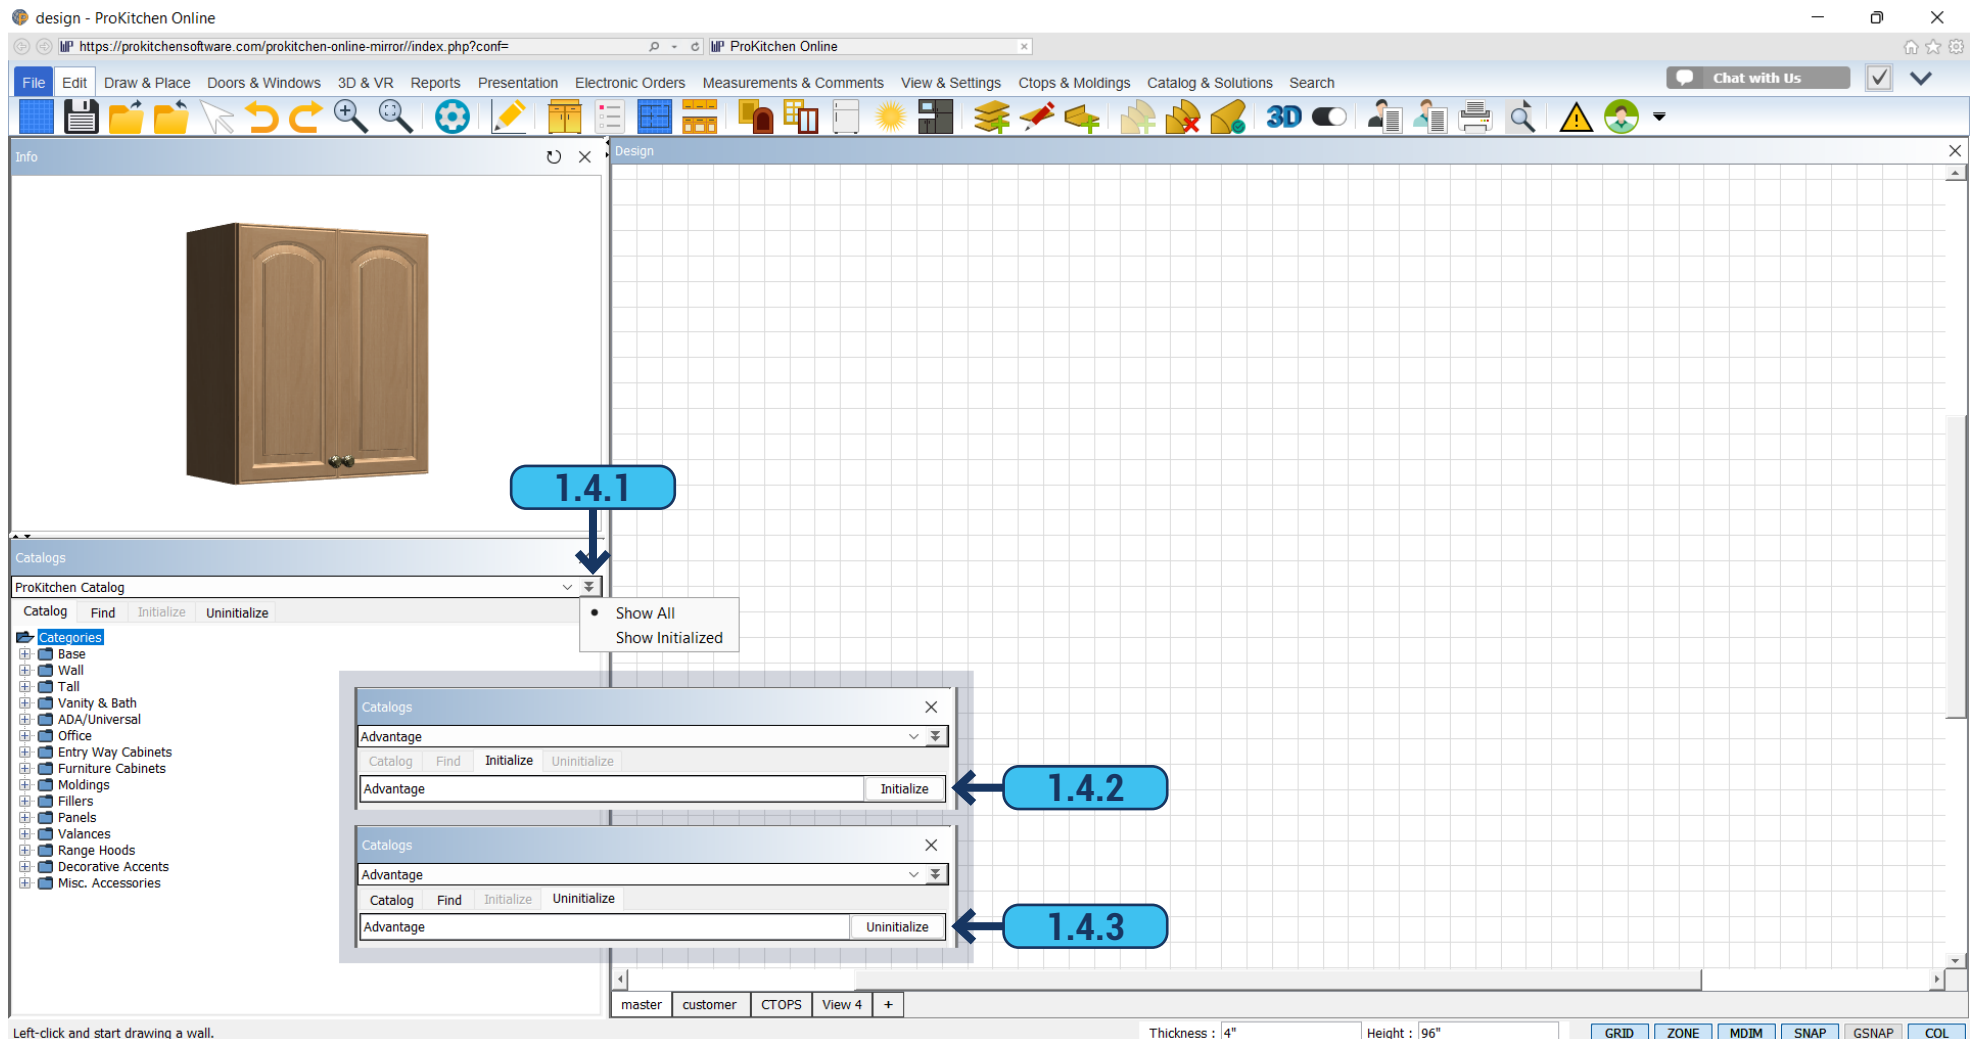 design - ProKitchen Online
https://prokitchensoftware.com/prokitchen-online-mirror//index.php?conf=
ProKitchen Online
File Edit Draw & Place Doors & Windows 3D & VR Reports Presentation Electronic Orders Measurements & Comments View & Settings Ctops & Moldings Catalog & Solutions Search
Chat with Us
3D
Info
Design
1.4.1
Catalogs
ProKitchen Catalog
Catalog Find Initialize Uninitialize
Show All
Show Initialized
Categories
Base
Wall
Tall
Vanity & Bath
ADA/Universal
Office
Entry Way Cabinets
Furniture Cabinets
Moldings
Fillers
Panels
Valances
Range Hoods
Decorative Accents
Misc. Accessories
Catalogs
Advantage
Catalog Find Initialize Uninitialize
Advantage Initialize
1.4.2
Catalogs
Advantage
Catalog Find Initialize Uninitialize
Advantage Uninitialize
1.4.3
master customer CTOPS View 4 +
Left-click and start drawing a wall.
Thickness : 4" Height : 96" GRID ZONE MDIM SNAP GSNAP COL